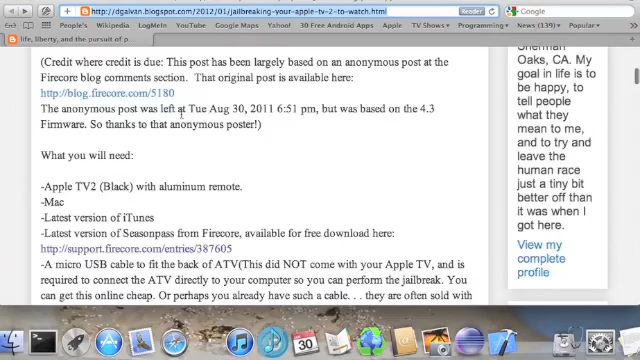 https://dgalvan.blogspot.com/2012/01/jailbreaking-your-apple-tv-2-to-watch.html
Reader
Popular
Wikipedia
LogMeIn
YouTube
Google Maps
Yahoo!
30 Free Android Apps
Apple
TV Shows
Programming
News (139)
life, liberty, and the pursuit of p...
(Credit where credit is due: This post has been largely based on an anonymous post at the
Firecore blog comments section. That original post is available here:
http://blog.firecore.com/5180
The anonymous post was left at Tue Aug 30, 2011 6:51 pm, but was based on the 4.3
Firmware. So thanks to that anonymous poster!)
What you will need:
-Apple TV2 (Black) with aluminum remote.
-Mac
-Latest version of iTunes
-Latest version of Seasonpass from Firecore, available for free download here:
http://support.firecore.com/entries/387605
-A micro USB cable to fit the back of ATV(This did NOT come with your Apple TV, and is
required to connect the ATV directly to your computer so you can perform the jailbreak. You
can get this online cheap. Or perhaps you already have such a cable. . . they are often sold with
Sherman
Oaks, CA. My
goal in life is to
be happy, to
tell people
what they
mean to me,
and to try and
leave the
human race
just a tiny bit
better off than
it was when I
got here.
View my
complete
profile
30